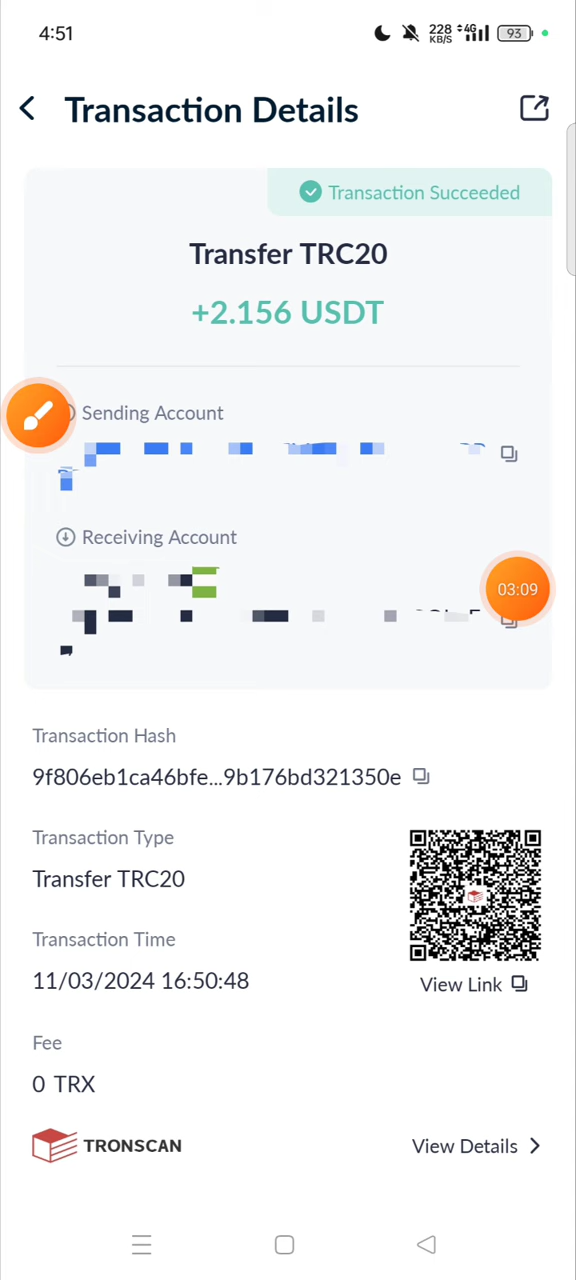 4:51
228
KB/S
4G
93
Transaction Details
Transaction Succeeded
Transfer TRC20
+2.156 USDT
Sending Account
Receiving Account
03:09
Transaction Hash
9f806eb1ca46bfe...9b176bd321350e
Transaction Type
Transfer TRC20
Transaction Time
11/03/2024 16:50:48
View Link
Fee
0 TRX
TRONSCAN
View Details